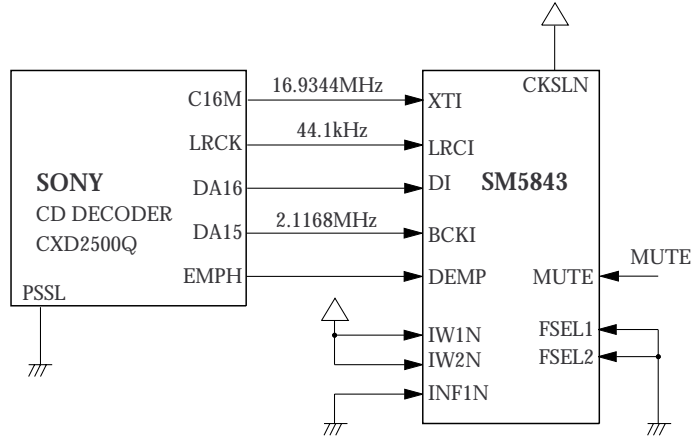 CKSLN
C16M
16.9344MHz
XTI
LRCK
44.1kHz
LRCI
SONY
CD DECODER
CXD2500Q
DA16
DI
SM5843
DA15
2.1168MHz
BCKI
EMPH
DEMP
MUTE
MUTE
PSSL
IW1N
IW2N
INF1N
FSEL1
FSEL2